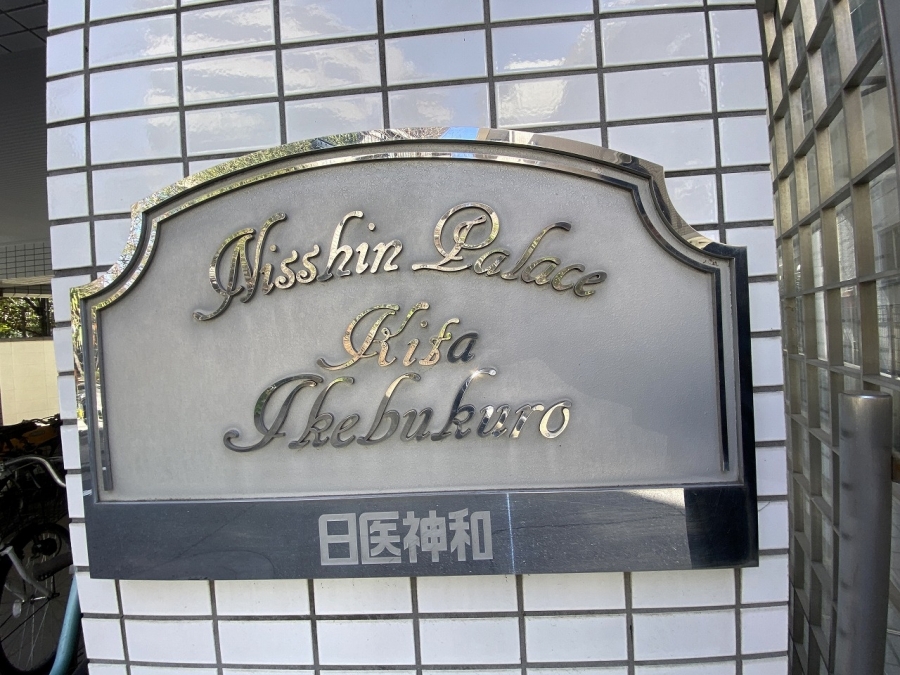 Nisshin Palace
Kita
Ikebukuro
日医神和